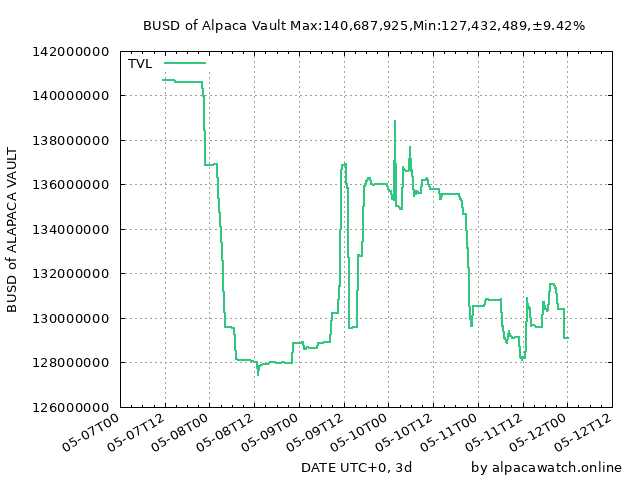 BUSD of Alpaca Vault Max:140,687,925,Min:127,432,489,±9.42%
TVL
142000000
140000000
138000000
136000000
134000000
132000000
130000000
128000000
126000000
BUSD of ALAPACA VAULT
05-07T00
05-07T12
05-08T00
05-08T12
05-09T00
05-09T12
05-10T00
05-10T12
05-11T00
05-11T12
05-12T00
05-12T12
DATE UTC+0, 3d
by alpacawatch.online